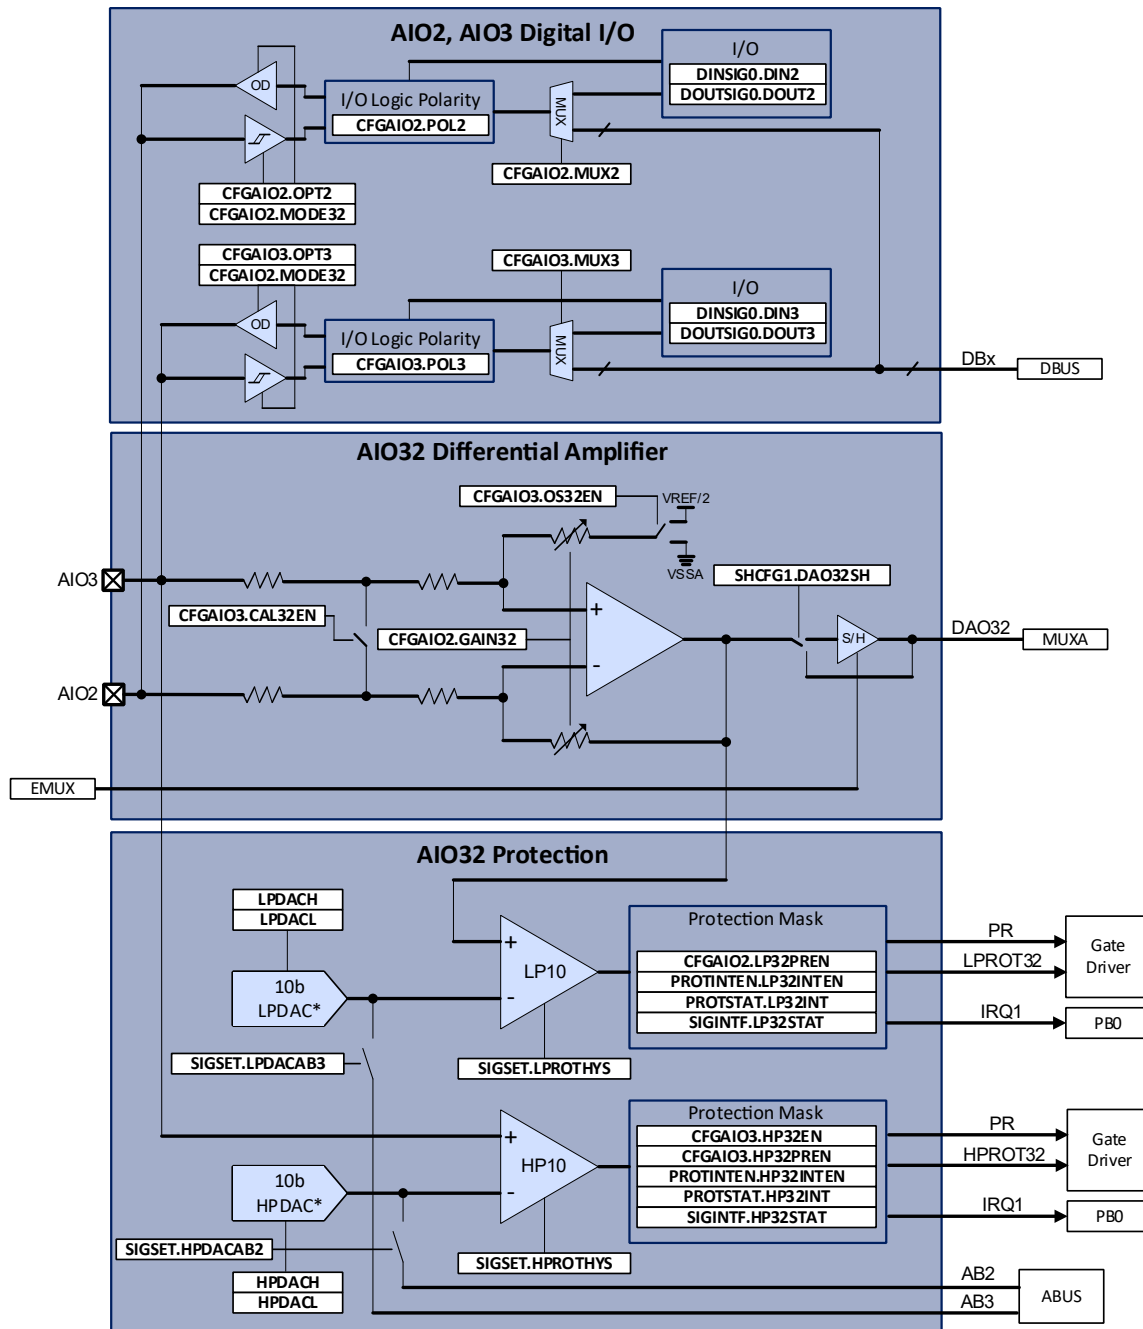 AIO2, AIO3 Digital I/O
I/O
DINSIG0.DIN2
DOUTSIG0.DOUT2
OD
I/O Logic Polarity
CFGAIO2.POL2
MUX
CFGAIO2.MUX2
CFGAIO2.OPT2
CFGAIO2.MODE32
CFGAIO3.OPT3
CFGAIO2.MODE32
CFGAIO3.MUX3
I/O
DINSIG0.DIN3
DOUTSIG0.DOUT3
OD
I/O Logic Polarity
CFGAIO3.POL3
MUX
DBx
DBUS
AIO32 Differential Amplifier
CFGAIO3.OS32EN
VREF/2
VSSA
AIO3
SHCFG1.DAO32SH
CFGAIO3.CAL32EN
CFGAIO2.GAIN32
+
-
S/H
DAO32
MUXA
AIO2
EMUX
AIO32 Protection
LPDACH
LPDACL
10b
LPDAC*
+
-
LP10
Protection Mask
CFGAIO2.LP32PREN
PROTINTEN.LP32INTEN
PROTSTAT.LP32INT
SIGINTF.LP32STAT
PR
LPROT32
Gate
Driver
IRQ1
PB0
SIGSET.LPDACAB3
SIGSET.LPROTHYS
10b
HPDAC*
+
-
HP10
Protection Mask
CFGAIO3.HP32EN
CFGAIO3.HP32PREN
PROTINTEN.HP32INTEN
PROTSTAT.HP32INT
SIGINTF.HP32STAT
PR
HPROT32
Gate
Driver
IRQ1
PB0
SIGSET.HPDACAB2
SIGSET.HPROTHYS
HPDACH
HPDACL
AB2
AB3
ABUS